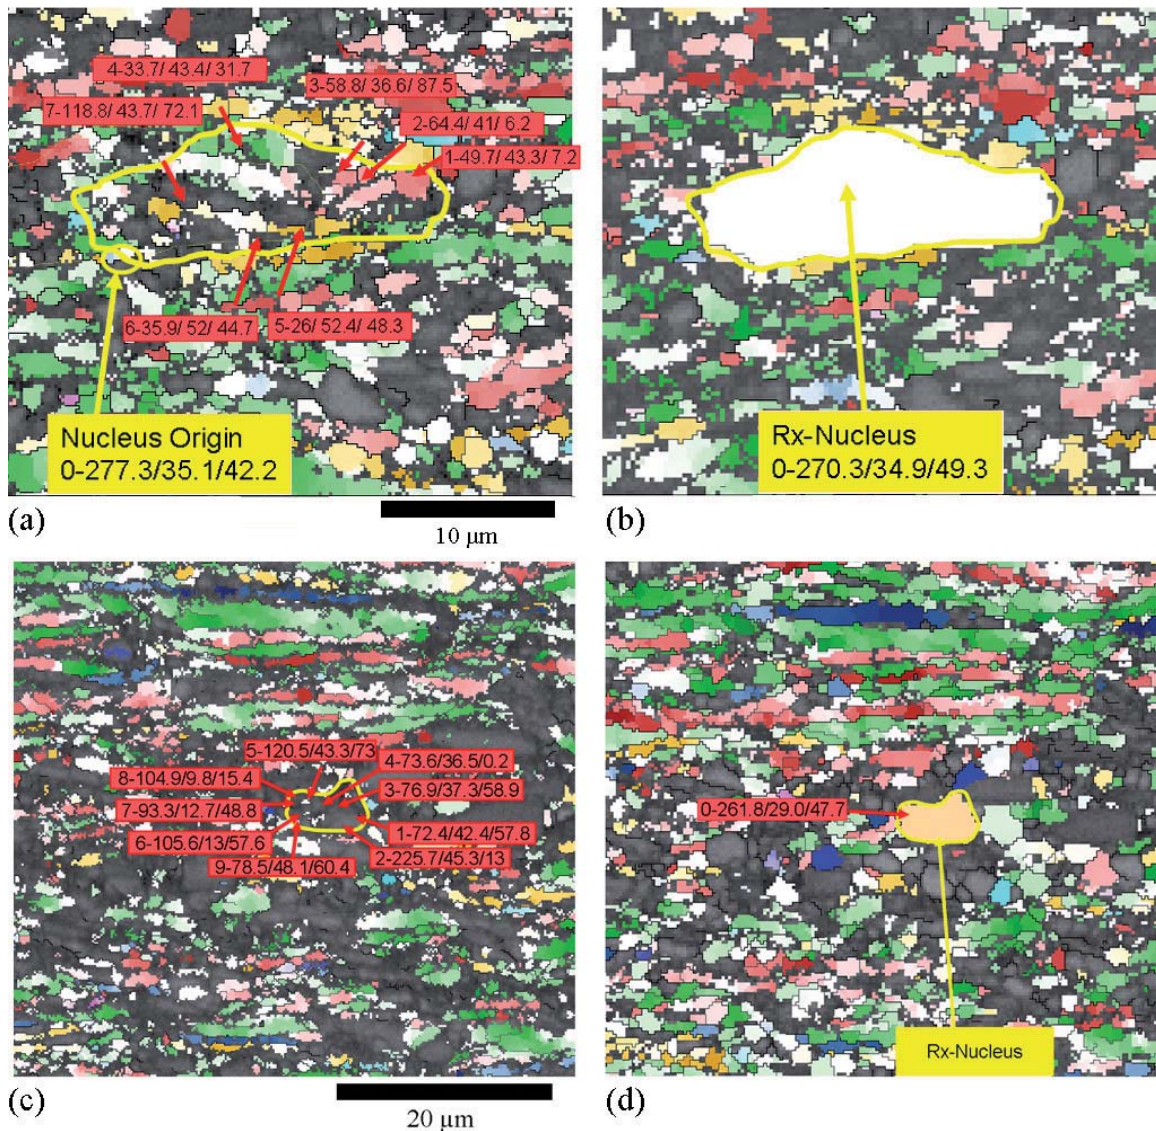 4-33.7/ 43.4/ 31.7
3-58.8/ 36.6/ 87.5
7-118.8/ 43.7/ 72.1
2-64.4/ 41/ 6.2
1-49.7/ 43.3/ 7.2
6-35.9/ 52/ 44.7
5-26/ 52.4/ 48.3
Nucleus Origin
0-277.3/35.1/42.2
(a)
10 µm
Rx-Nucleus
0-270.3/34.9/49.3
(b)
5-120.5/43.3/73
4-73.6/36.5/0.2
8-104.9/9.8/15.4
3-76.9/37.3/58.9
7-93.3/12.7/48.8
1-72.4/42.4/57.8
6-105.6/13/57.6
2-225.7/45.3/13
9-78.5/48.1/60.4
(c)
20 µm
0-261.8/29.0/47.7
Rx-Nucleus
(d)